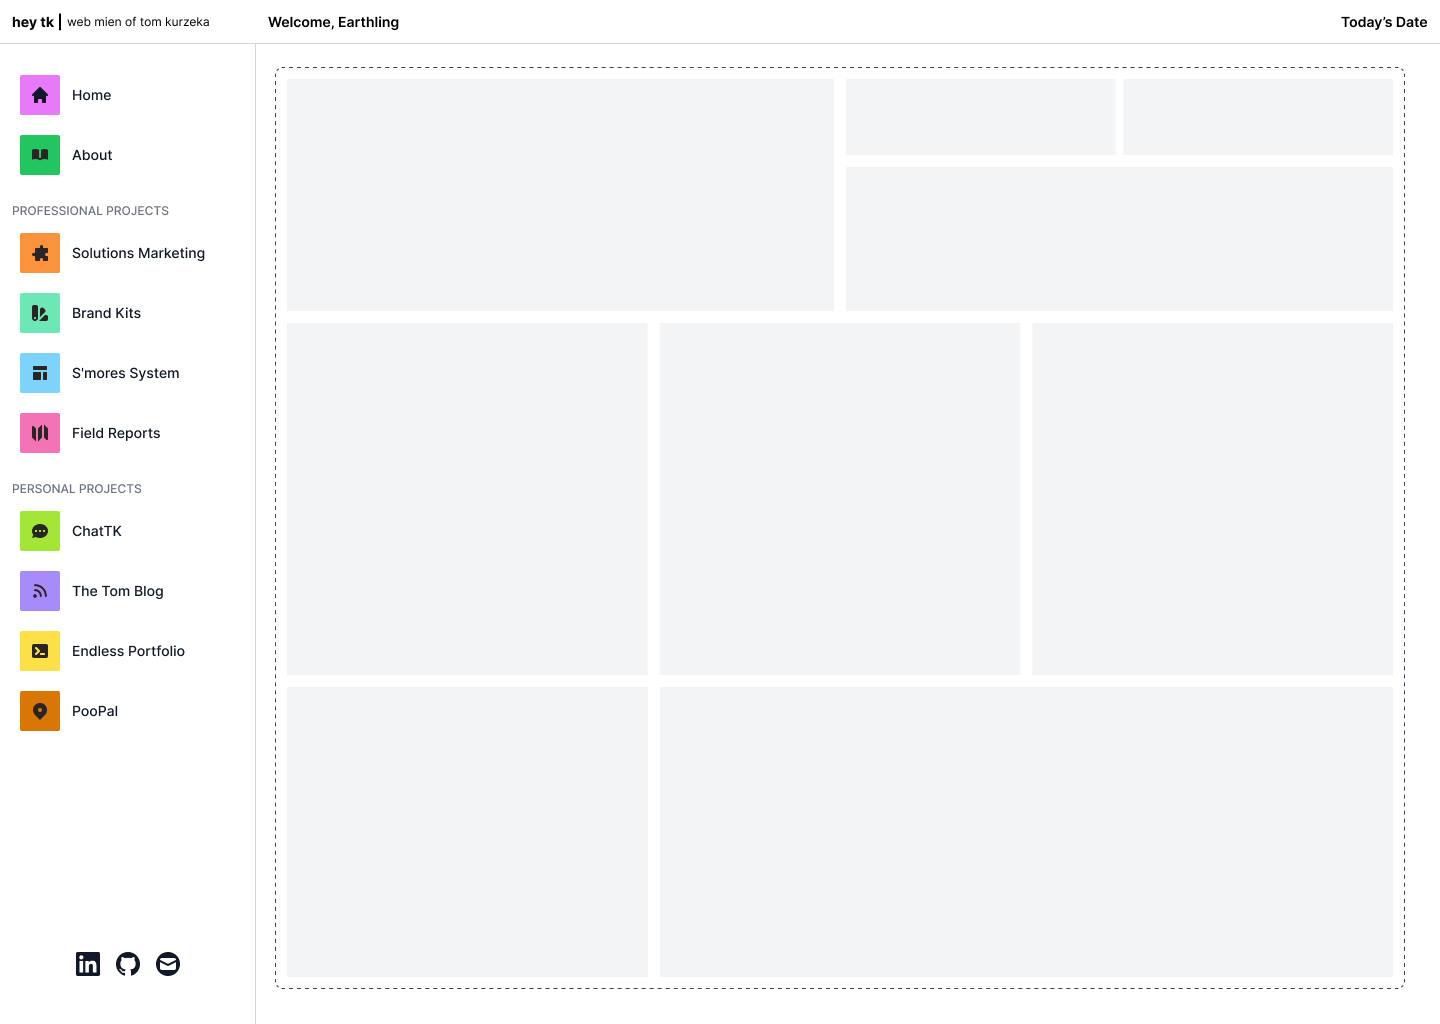 hey tk | web mien of tom kurzeka
Welcome, Earthling
Today’s Date
Home
About
PROFESSIONAL PROJECTS
Solutions Marketing
Brand Kits
S'mores System
Field Reports
PERSONAL PROJECTS
ChatTK
The Tom Blog
Endless Portfolio
PooPal
in